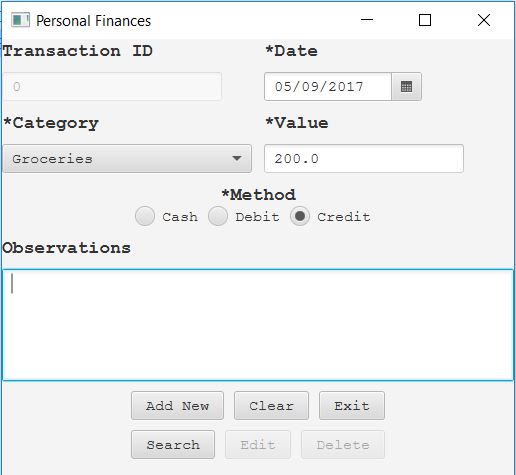 Personal Finances
Transaction ID *Date
0 05/09/2017
*Category *Value
Groceries 200.0
*Method
Cash Debit Credit
Observations
Add New Clear Exit
Search Edit Delete